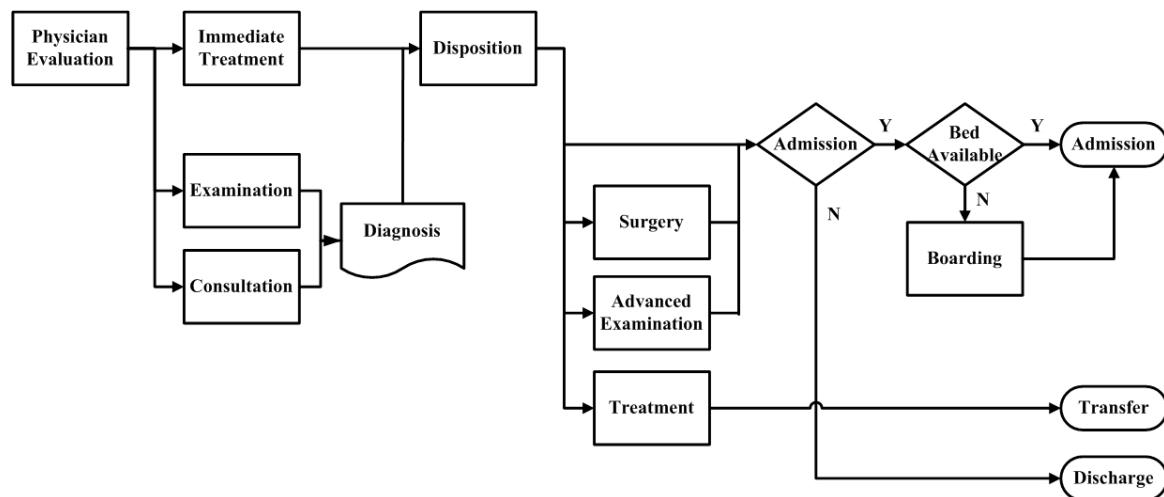 Physician
Evaluation
Immediate
Treatment
Disposition
Admission
Y
Bed
Available
Y
Admission
Examination
Consultation
Diagnosis
Surgery
N
N
Boarding
Advanced
Examination
Treatment
Transfer
Discharge